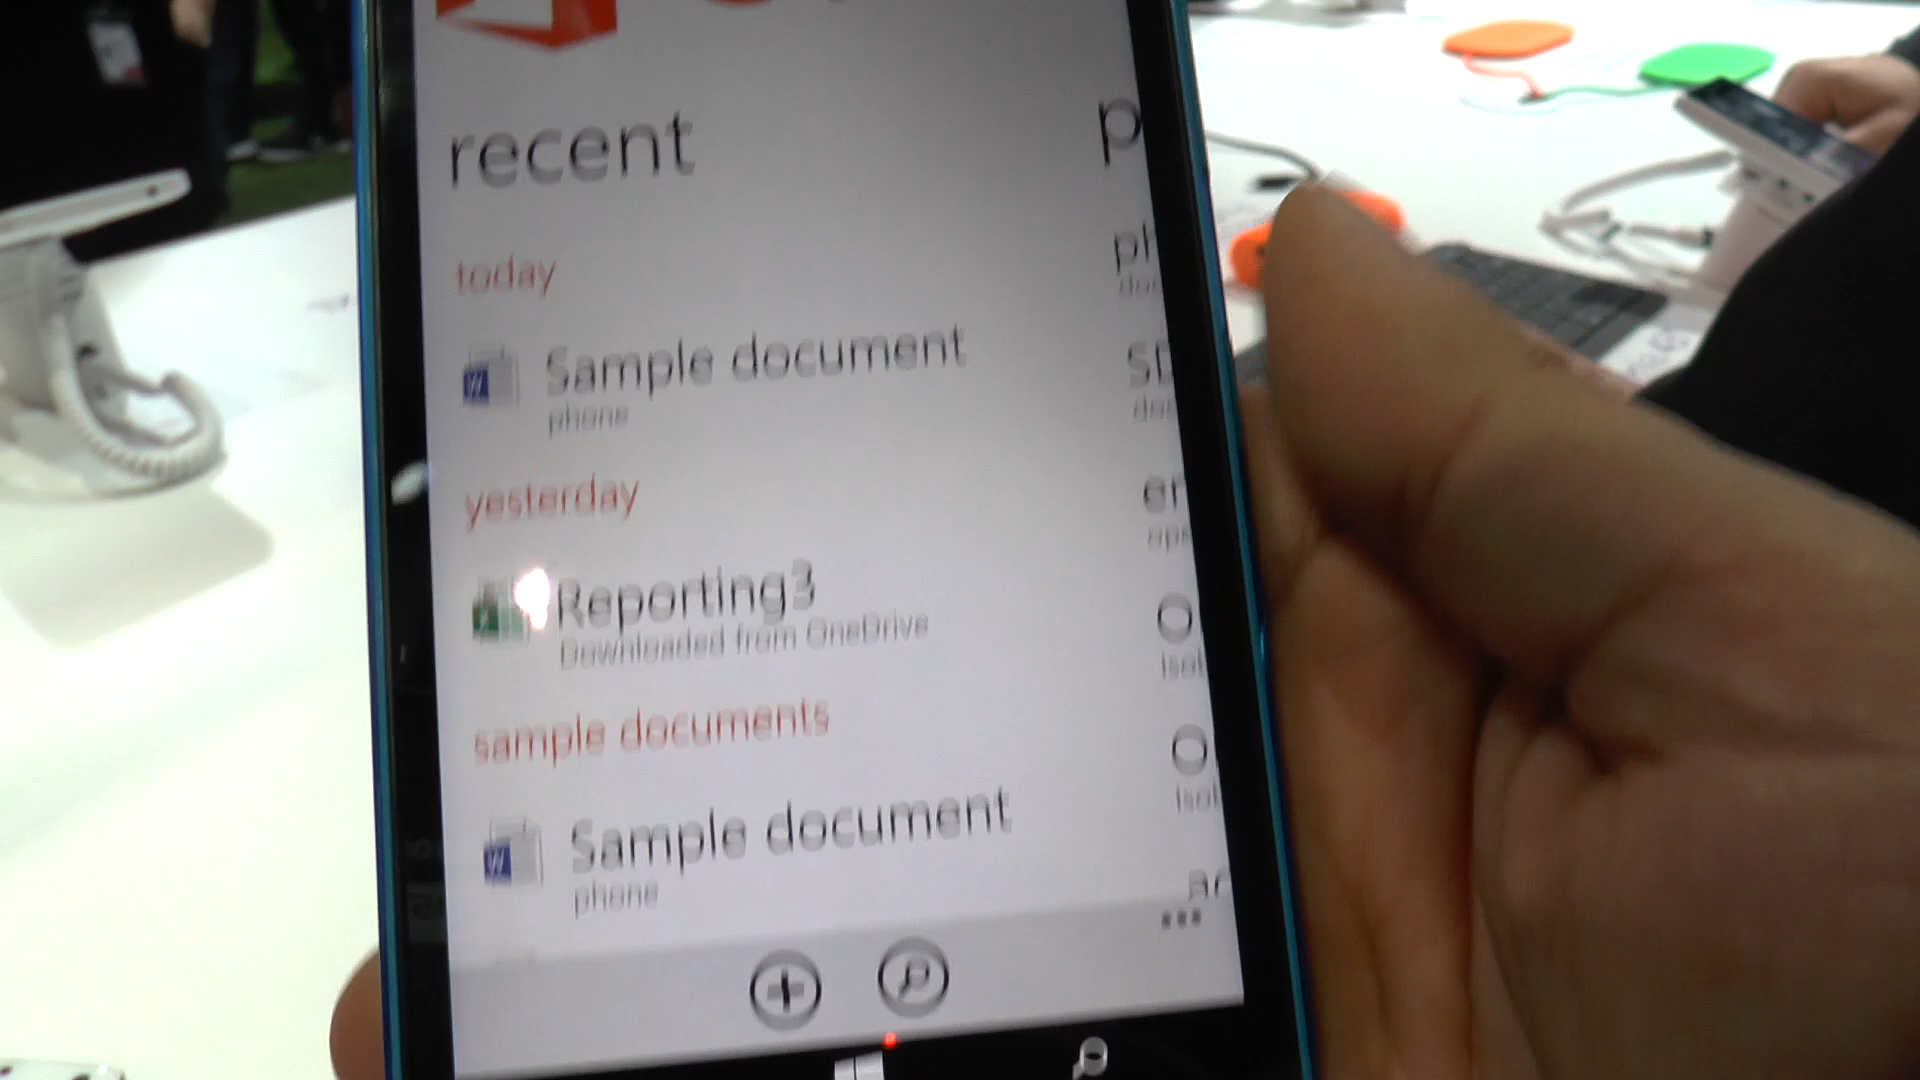 recent
today
Sample document
phone
yesterday
Reporting3
Downloaded from OneDrive
sample documents
Sample document
phone